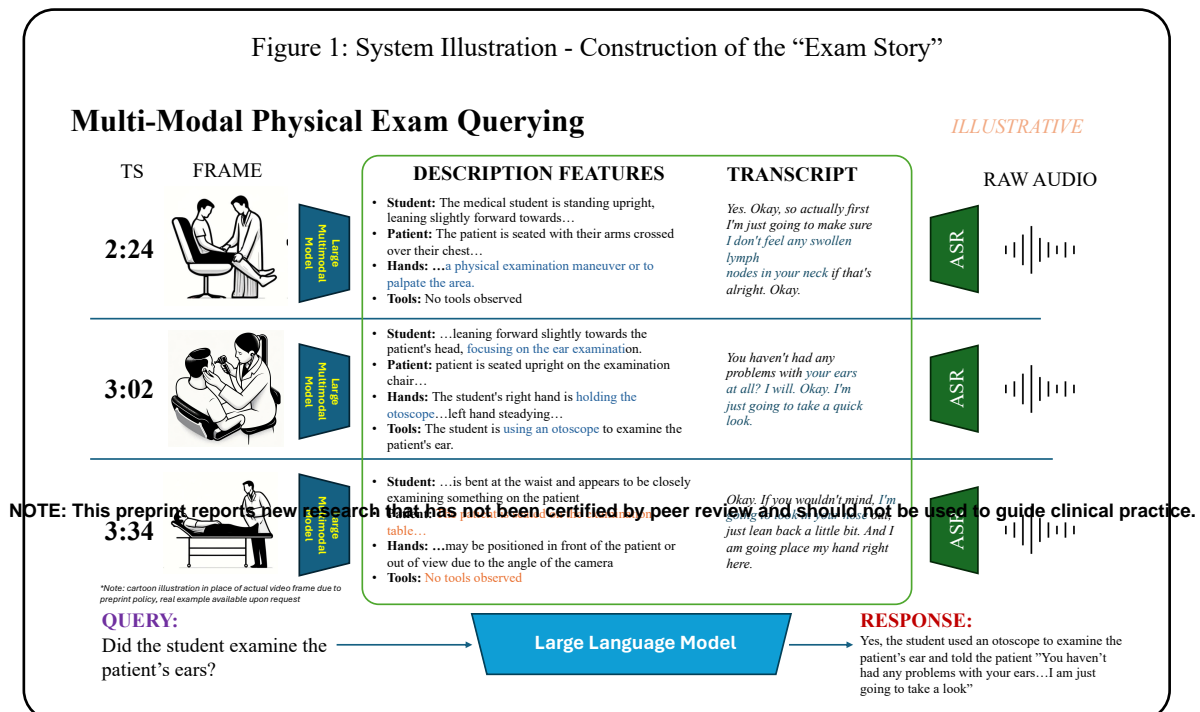 Figure 1: System Illustration - Construction of the “Exam Story”
Multi-Modal Physical Exam Querying
ILLUSTRATIVE
TS
FRAME
DESCRIPTION FEATURES
TRANSCRIPT
RAW AUDIO
2:24
Large
Multimodal
Model
• Student: The medical student is standing upright,
leaning slightly forward towards…
• Patient: The patient is seated with their arms crossed
over their chest…
• Hands: …a physical examination maneuver or to
palpate the area.
• Tools: No tools observed
Yes. Okay, so actually first
I'm just going to make sure
I don't feel any swollen
lymph
nodes in your neck if that's
alright. Okay.
ASR
3:02
Large
Multimodal
Model
• Student: …leaning forward slightly towards the
patient's head, focusing on the ear examination.
• Patient: patient is seated upright on the examination
chair…
• Hands: The student's right hand is holding the
otoscope…left hand steadying…
• Tools: The student is using an otoscope to examine the
patient's ear.
You haven't had any
problems with your ears
at all? I will. Okay. I'm
just going to take a quick
look.
ASR
3:34
Large
Multimodal
Model
• Student: …is bent at the waist and appears to be closely
examining something on the patient
table…
• Hands: …may be positioned in front of the patient or
out of view due to the angle of the camera
• Tools: No tools observed
Okay. If you wouldn't mind, I'm
going to look in your nose
just lean back a little bit. And I
am going place my hand right
here.
ASR
NOTE: This preprint reports new research that has not been certified by peer review and should not be used to guide clinical practice.
*Note: cartoon illustration in place of actual video frame due to
preprint policy, real example available upon request
QUERY:
Did the student examine the
patient’s ears?
Large Language Model
RESPONSE:
Yes, the student used an otoscope to examine the
patient’s ear and told the patient ”You haven’t
had any problems with your ears…I am just
going to take a look”